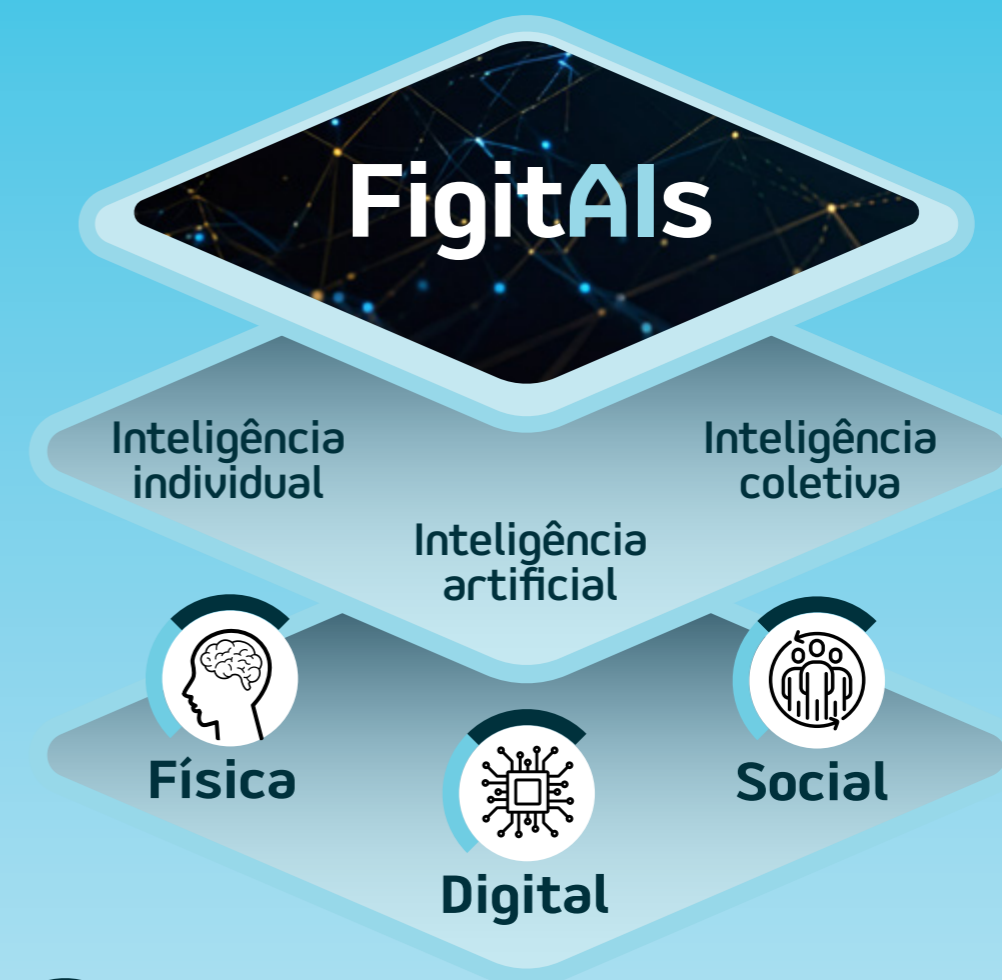 FigitAIs
Inteligência
individual
Inteligência
coletiva
Inteligência
artificial
Física
Social
Digital